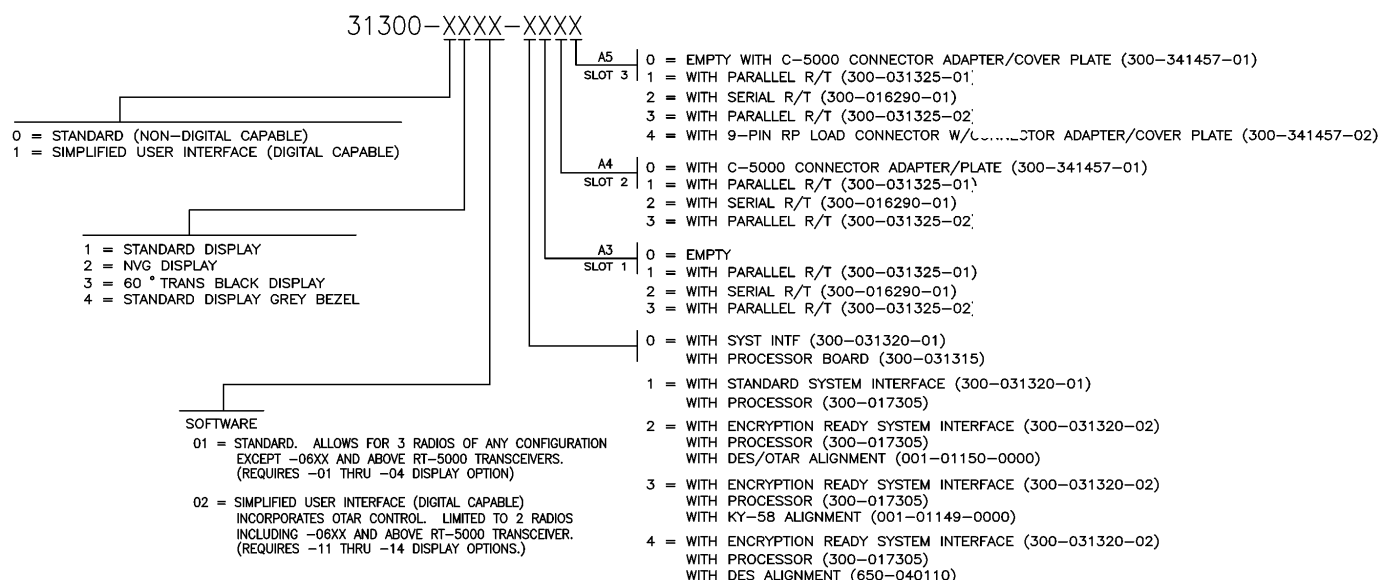 31300-XXXX-XXXX
0 = STANDARD (NON-DIGITAL CAPABLE)
1 = SIMPLIFIED USER INTERFACE (DIGITAL CAPABLE)
1 = STANDARD DISPLAY
2 = NVG DISPLAY
3 = 60 ° TRANS BLACK DISPLAY
4 = STANDARD DISPLAY GREY BEZEL
SOFTWARE
01 = STANDARD. ALLOWS FOR 3 RADIOS OF ANY CONFIGURATION
EXCEPT -06XX AND ABOVE RT-5000 TRANSCEIVERS.
(REQUIRES -01 THRU -04 DISPLAY OPTION)
02 = SIMPLIFIED USER INTERFACE (DIGITAL CAPABLE)
INCORPORATES OTAR CONTROL. LIMITED TO 2 RADIOS
INCLUDING -06XX AND ABOVE RT-5000 TRANSCEIVER.
(REQUIRES -11 THRU -14 DISPLAY OPTIONS.)
A5
SLOT 3
0 = EMPTY WITH C-5000 CONNECTOR ADAPTER/COVER PLATE (300-341457-01)
1 = WITH PARALLEL R/T (300-031325-01)
2 = WITH SERIAL R/T (300-016290-01)
3 = WITH PARALLEL R/T (300-031325-02)
4 = WITH 9-PIN RP LOAD CONNECTOR ADAPTER/COVER PLATE (300-341457-02)
A4
SLOT 2
0 = WITH C-5000 CONNECTOR ADAPTER/PLATE (300-341457-01)
1 = WITH PARALLEL R/T (300-031325-01)
2 = WITH SERIAL R/T (300-016290-01)
3 = WITH PARALLEL R/T (300-031325-02)
A3
SLOT 1
0 = EMPTY
1 = WITH PARALLEL R/T (300-031325-01)
2 = WITH SERIAL R/T (300-016290-01)
3 = WITH PARALLEL R/T (300-031325-02)
0 = WITH SYST INTF (300-031320-01)
WITH PROCESSOR BOARD (300-031315)
1 = WITH STANDARD SYSTEM INTERFACE (300-031320-01)
WITH PROCESSOR (300-017305)
2 = WITH ENCRYPTION READY SYSTEM INTERFACE (300-031320-02)
WITH PROCESSOR (300-017305)
WITH DES/OTAR ALIGNMENT (001-01150-0000)
3 = WITH ENCRYPTION READY SYSTEM INTERFACE (300-031320-02)
WITH PROCESSOR (300-017305)
WITH KY-58 ALIGNMENT (001-01149-0000)
4 = WITH ENCRYPTION READY SYSTEM INTERFACE (300-031320-02)
WITH PROCESSOR (300-017305)
WITH DES ALIGNMENT (650-040110)